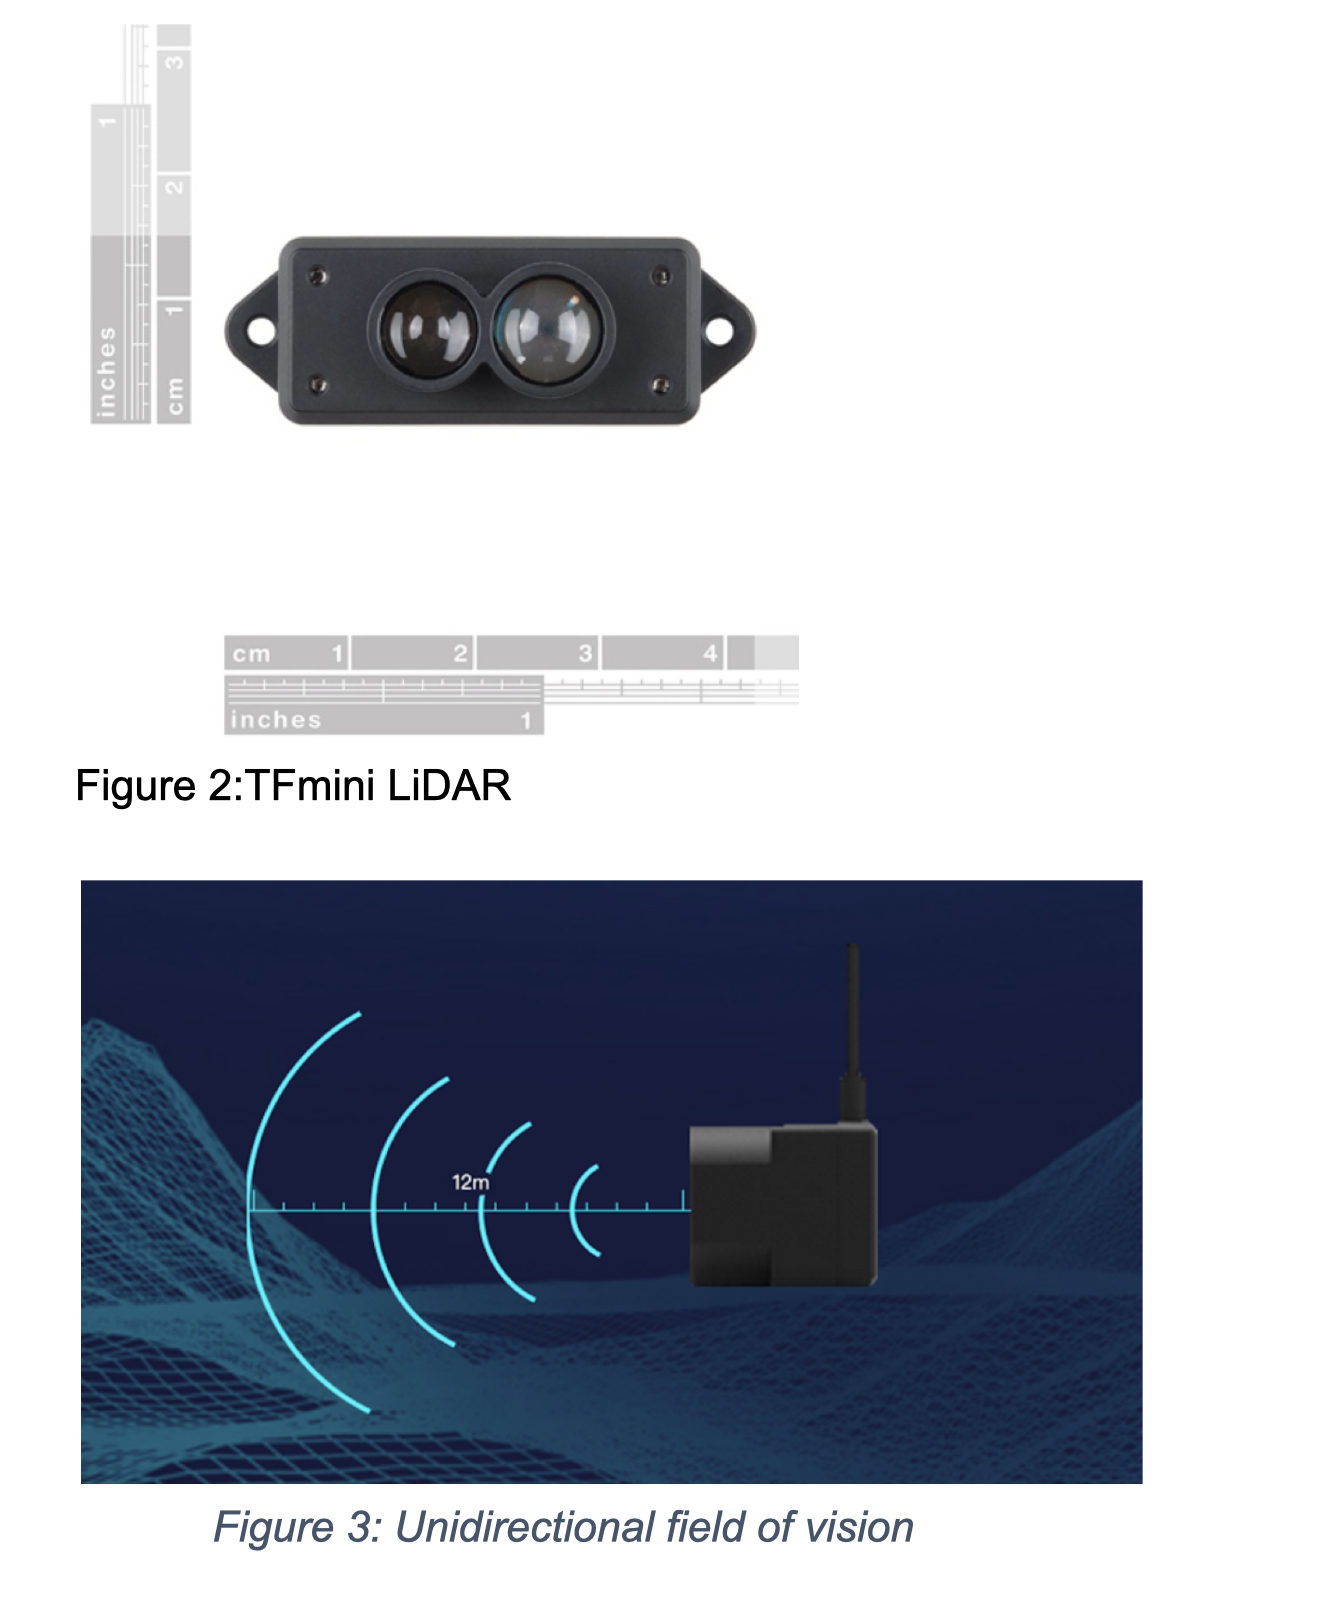 3
2
1
cm
1
inches
cm 1 2 3 4
inches 1
Figure 2:TFmini LiDAR
12m
Figure 3: Unidirectional field of vision